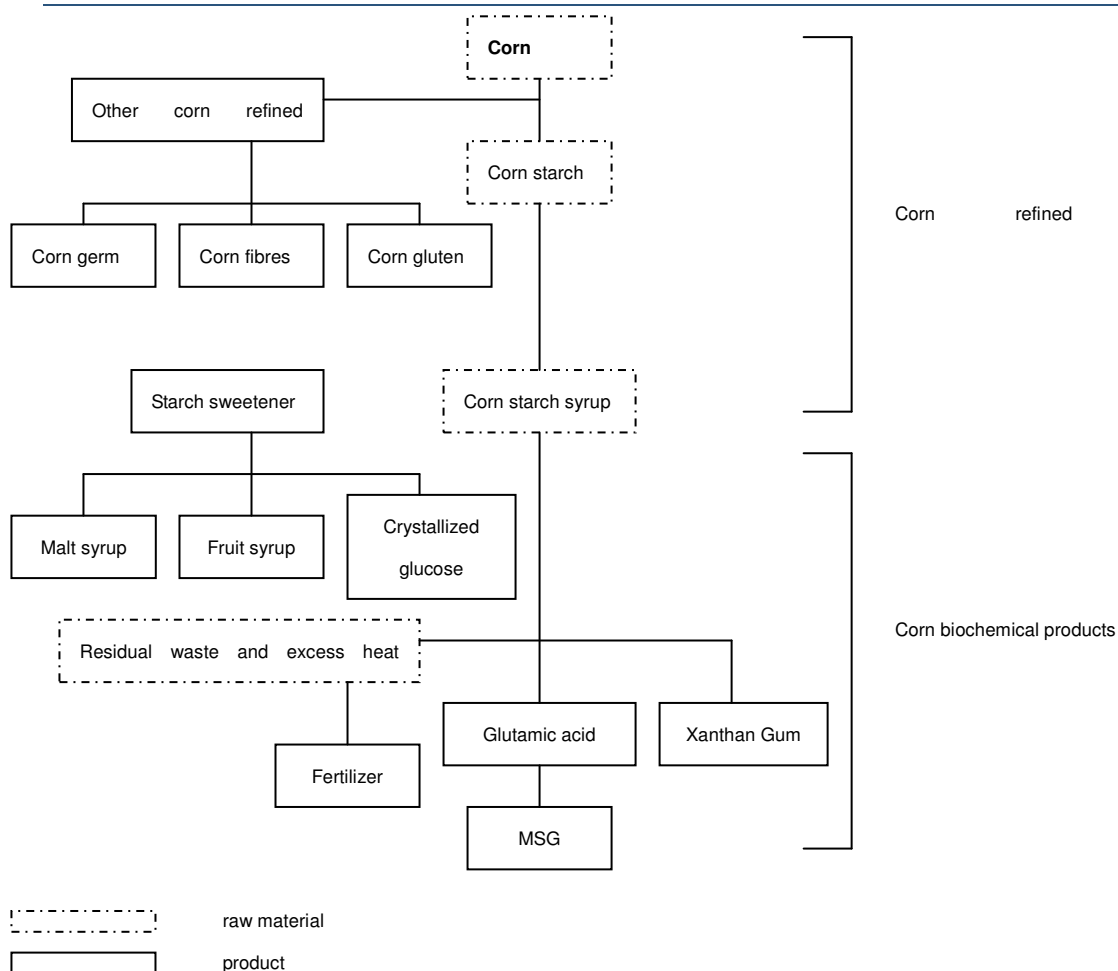 Corn
Other corn refined
Corn starch
Corn refined
Corn germ
Corn fibres
Corn gluten
Starch sweetener
Corn starch syrup
Malt syrup
Fruit syrup
Crystallized
glucose
Residual waste and excess heat
Corn biochemical products
Glutamic acid
Xanthan Gum
Fertilizer
MSG
raw material
product